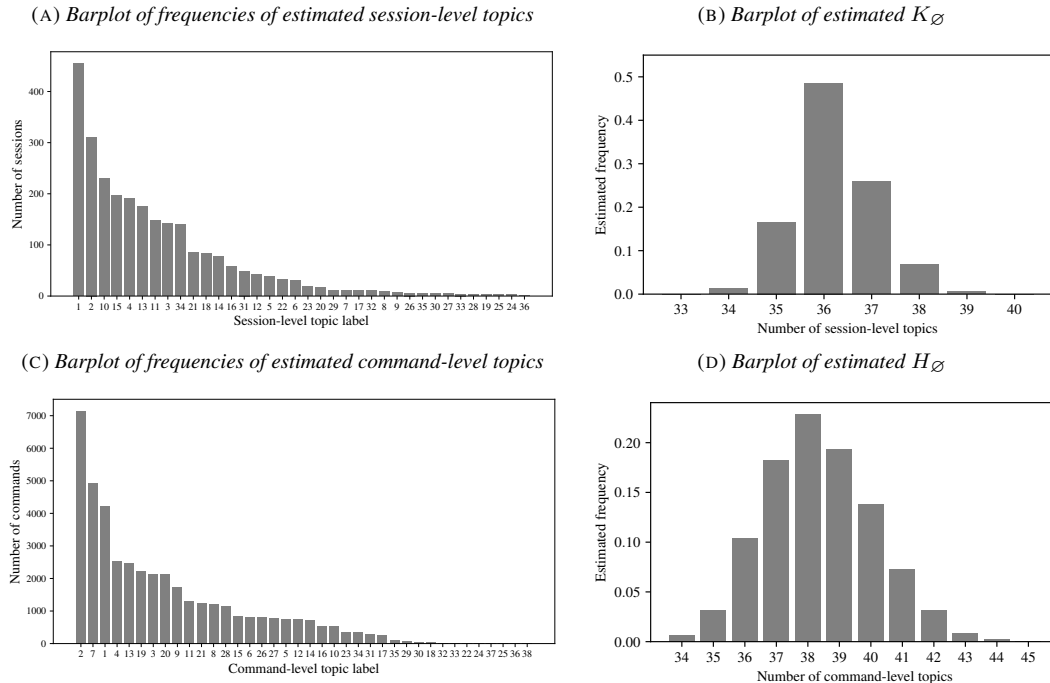 (A) Barplot of frequencies of estimated session-level topics
Number of sessions
400
300
200
100
0
1 2 10 15 4 13 11 3 34 21 18 14 16 31 12 5 22 6 23 20 29 7 17 32 8 9 26 35 30 27 33 28 19 25 24 36
Session-level topic label
(B) Barplot of estimated K∅
Estimated frequency
0.5
0.4
0.3
0.2
0.1
0.0
33 34 35 36 37 38 39 40
Number of session-level topics
(C) Barplot of frequencies of estimated command-level topics
Number of commands
7000
6000
5000
4000
3000
2000
1000
0
2 7 1 4 13 19 3 20 9 11 21 8 28 15 6 26 27 5 12 14 16 10 23 34 31 17 35 29 30 18 32 33 22 24 37 25 36 38
Command-level topic label
(D) Barplot of estimated H∅
Estimated frequency
0.20
0.15
0.10
0.05
0.00
34 35 36 37 38 39 40 41 42 43 44 45
Number of command-level topics